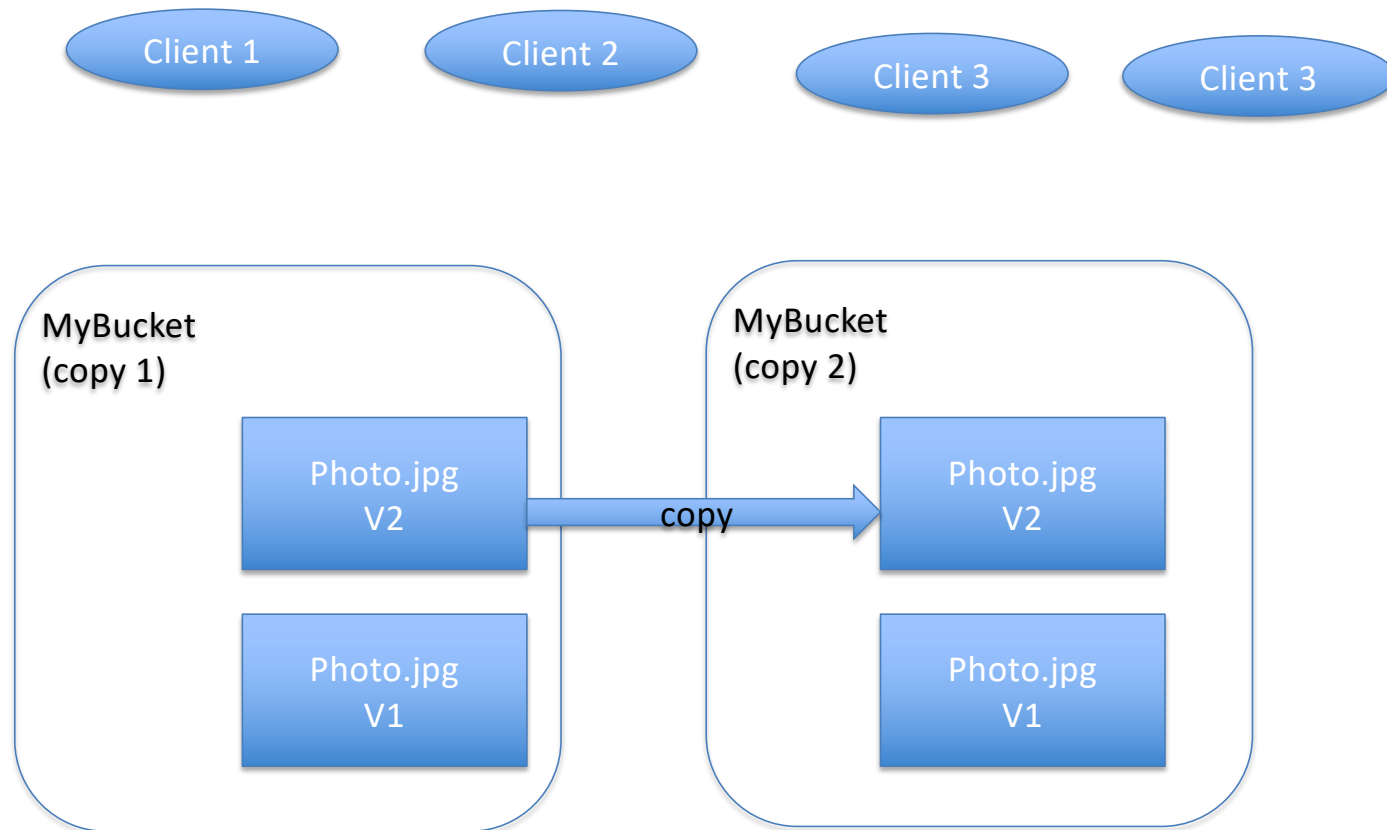 Client 1
Client 2
Client 3
Client 3
MyBucket
(copy 1)
Photo.jpg
V2
Photo.jpg
V1
copy
MyBucket
(copy 2)
Photo.jpg
V2
Photo.jpg
V1